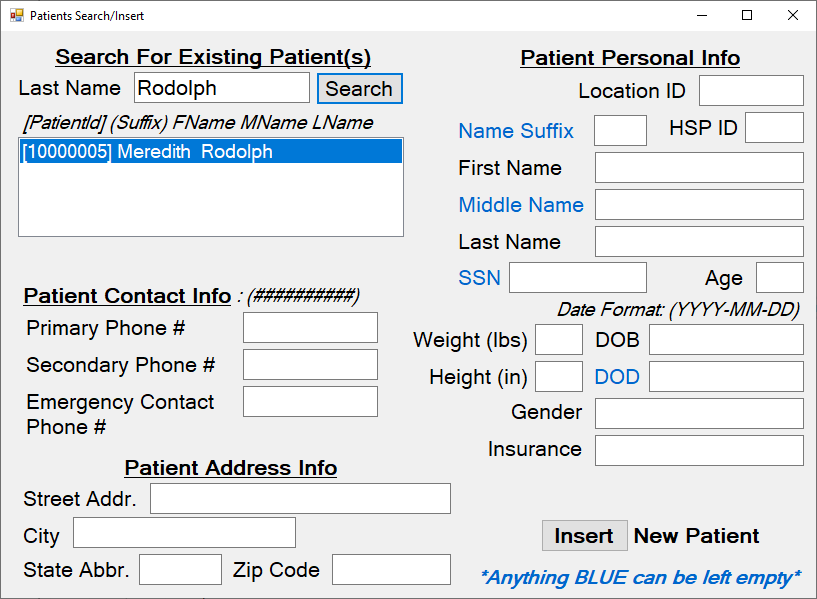 Patients Search/Insert
Search For Existing Patient(s)
Last Name Rodolph Search
[PatientId] (Suffix) FName MName LName
[10000005] Meredith  Rodolph
Patient Contact Info : (##########)
Primary Phone #
Secondary Phone #
Emergency Contact
Phone #
Patient Address Info
Street Addr.
City
State Abbr. Zip Code
Patient Personal Info
Location ID
Name Suffix HSP ID
First Name
Middle Name
Last Name
SSN Age
Date Format: (YYYY-MM-DD)
Weight (lbs) DOB
Height (in) DOD
Gender
Insurance
Insert New Patient
*Anything BLUE can be left empty*